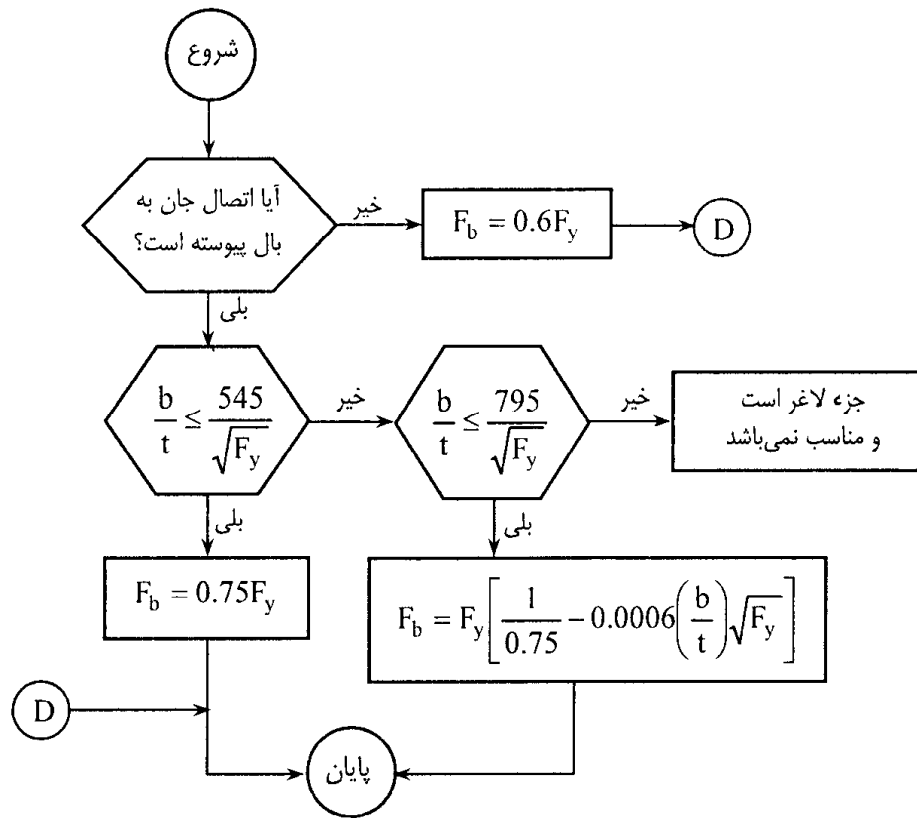 شروع
آیا اتصال جان به
بال پیوسته است؟
خیر
F_b = 0.6F_y
D
بلی
b/t ≤ 545/√F_y
خیر
b/t ≤ 795/√F_y
خیر
جزء لاغر است
و مناسب نمی‌باشد
بلی
بلی
F_b = 0.75F_y
F_b = F_y[1/0.75 − 0.0006(b/t)√F_y]
D
پایان